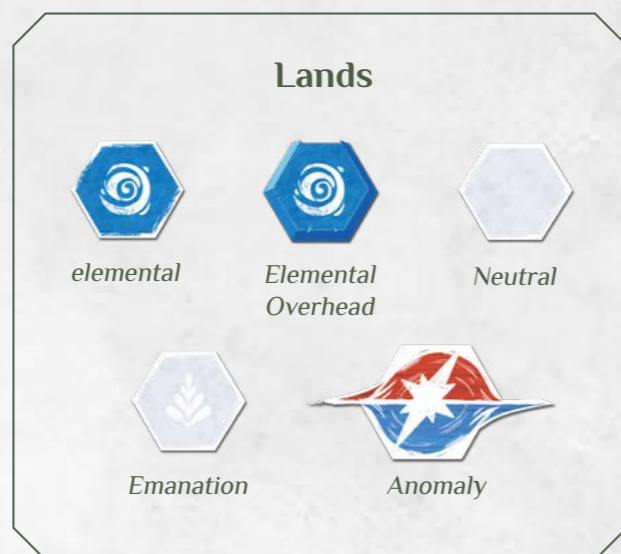 Lands
elemental
Elemental
Overhead
Neutral
Emanation
Anomaly